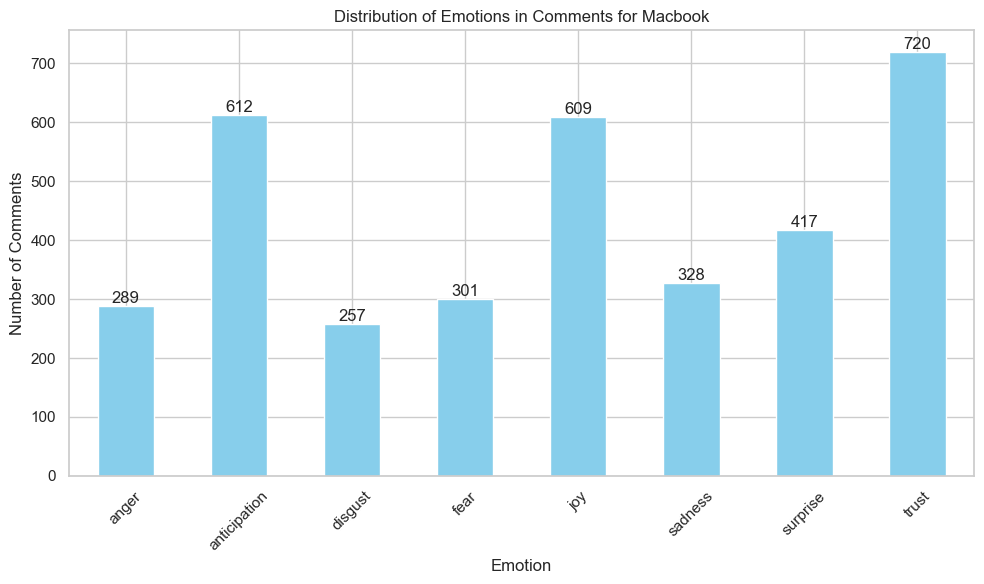 Distribution of Emotions in Comments for Macbook
720
700
612
609
600
500
Number of Comments
417
400
328
301
289
300
257
200
100
0
anger
anticipation
disgust
fear
joy
sadness
surprise
trust
Emotion